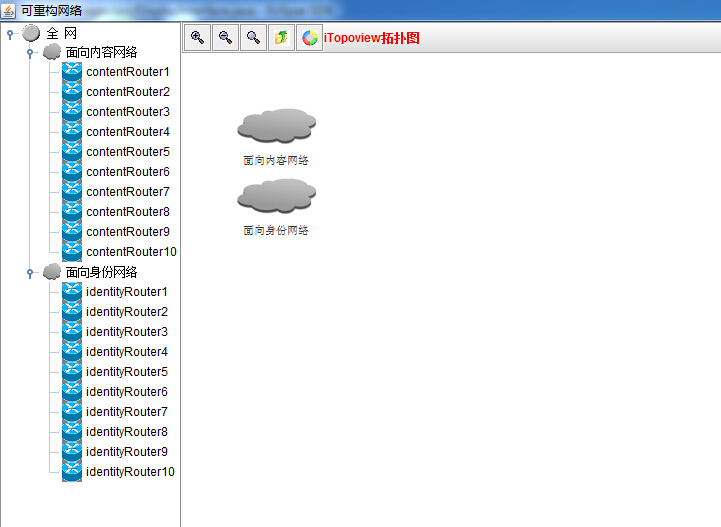 可重构网络
全 网
面向内容网络
contentRouter1
contentRouter2
contentRouter3
contentRouter4
contentRouter5
contentRouter6
contentRouter7
contentRouter8
contentRouter9
contentRouter10
面向身份网络
identityRouter1
identityRouter2
identityRouter3
identityRouter4
identityRouter5
identityRouter6
identityRouter7
identityRouter8
identityRouter9
identityRouter10
iTopoview拓扑图
面向内容网络
面向身份网络